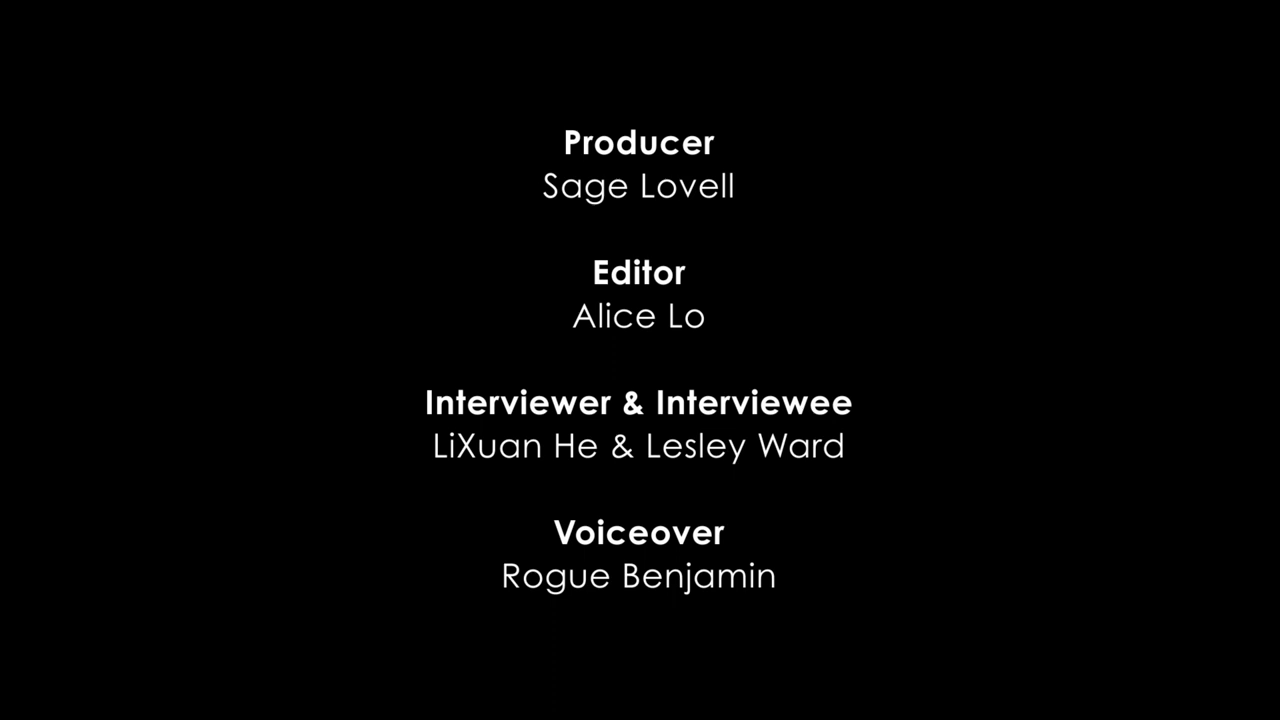 Producer
Sage Lovell
Editor
Alice Lo
Interviewer & Interviewee
LiXuan He & Lesley Ward
Voiceover
Rogue Benjamin